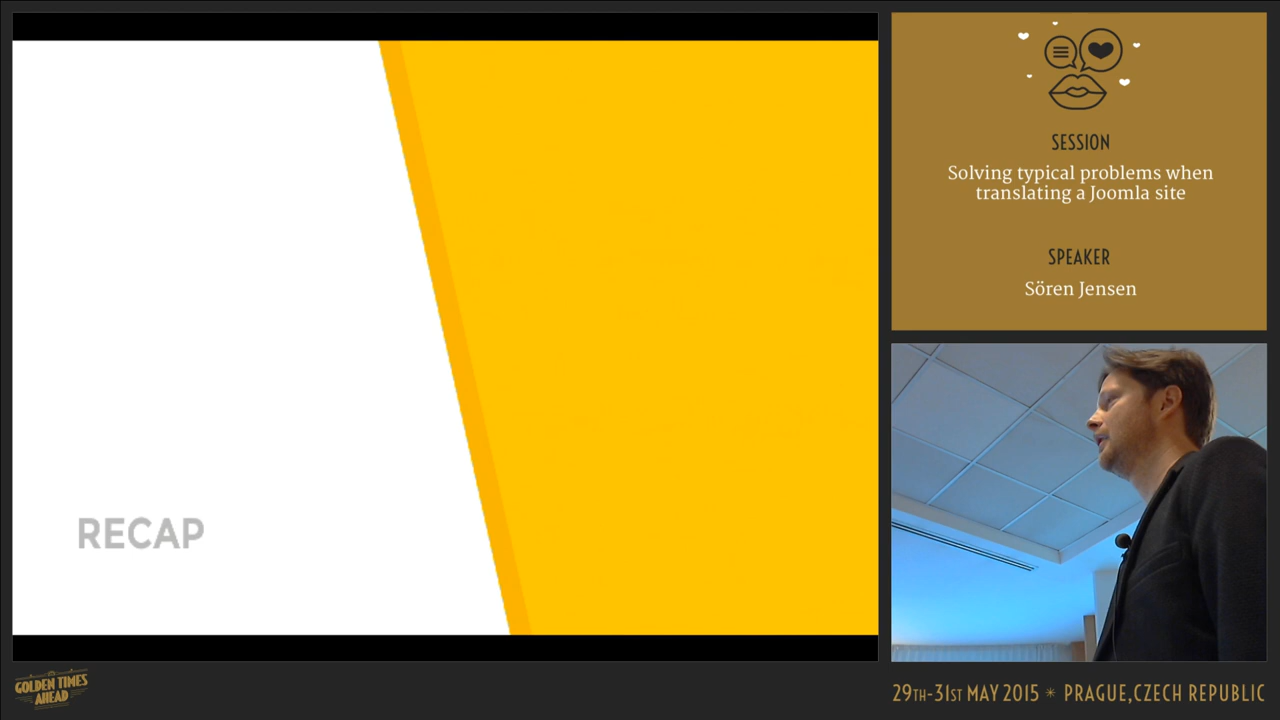 RECAP
SESSION
Solving typical problems when
translating a Joomla site
SPEAKER
Sören Jensen
GOLDEN TIMES
AHEAD
29TH-31ST MAY 2015 * PRAGUE,CZECH REPUBLIC